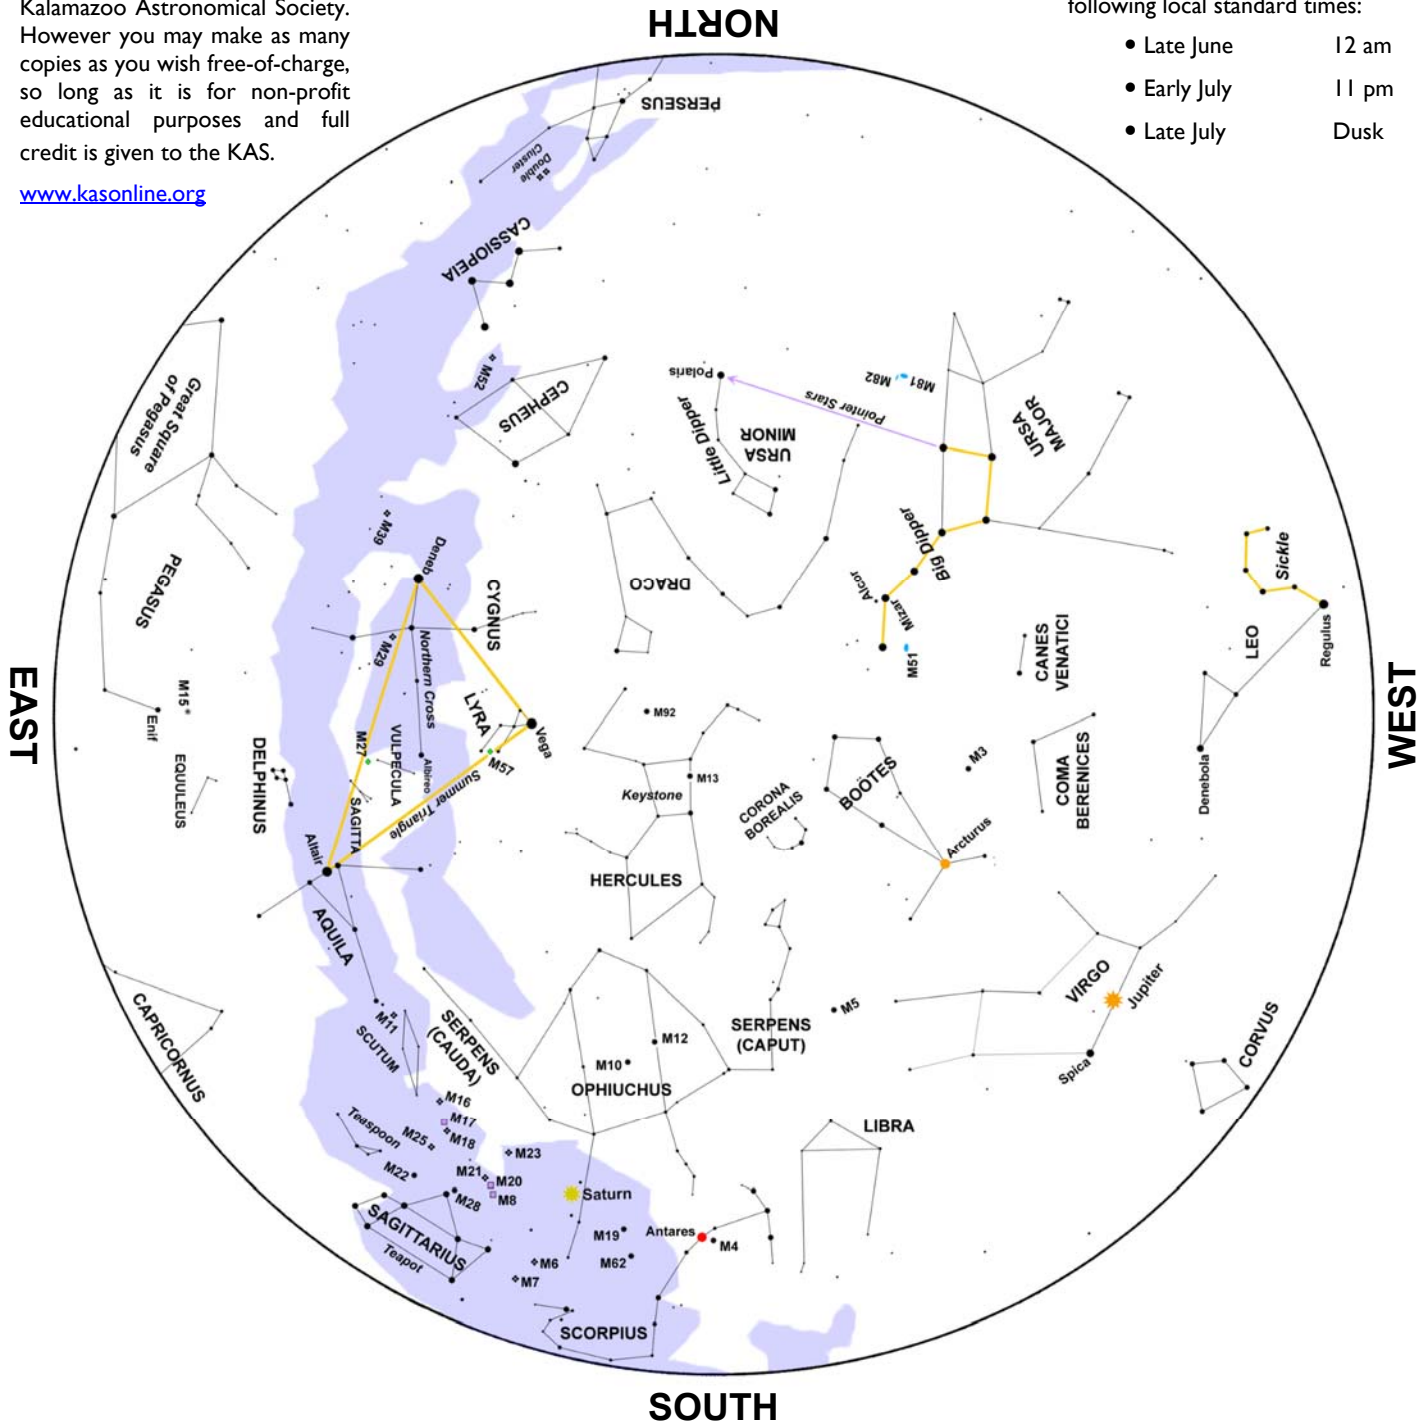 Kalamazoo Astronomical Society.
However you may make as many
copies as you wish free-of-charge,
so long as it is for non-profit
educational purposes and full
credit is given to the KAS.
www.kasonline.org
following local standard times:
• Late June 12 am
• Early July 11 pm
• Late July Dusk
NORTH
PERSEUS
Double
Cluster
CASSIOPEIA
M52
CEPHEUS
Polaris
Little Dipper
URSA
MINOR
Pointer Stars
M82
M81
URSA
MAJOR
Great Square
of Pegasus
PEGASUS
M39
Deneb
CYGNUS
DRACO
Big Dipper
Alcor
Mizar
M51
CANES
VENATICI
Sickle
LEO
Regulus
EAST
WEST
M15
Enif
EQUULEUS
DELPHINUS
M29
Northern Cross
LYRA
Vega
M57
M27
VULPECULA
Albireo
SAGITTA
Summer Triangle
Altair
AQUILA
M92
M13
Keystone
HERCULES
CORONA
BOREALIS
BOÖTES
M3
Arcturus
COMA
BERENICES
Denebola
VIRGO
Jupiter
Spica
CORVUS
CAPRICORNUS
M11
SCUTUM
SERPENS
(CAUDA)
M12
M10
OPHIUCHUS
SERPENS
(CAPUT)
M5
LIBRA
M16
M17
M18
M25
Teaspoon
M22
M23
M21
M20
M8
M28
Saturn
SAGITTARIUS
Teapot
M19
M62
M6
M7
Antares
M4
SCORPIUS
SOUTH